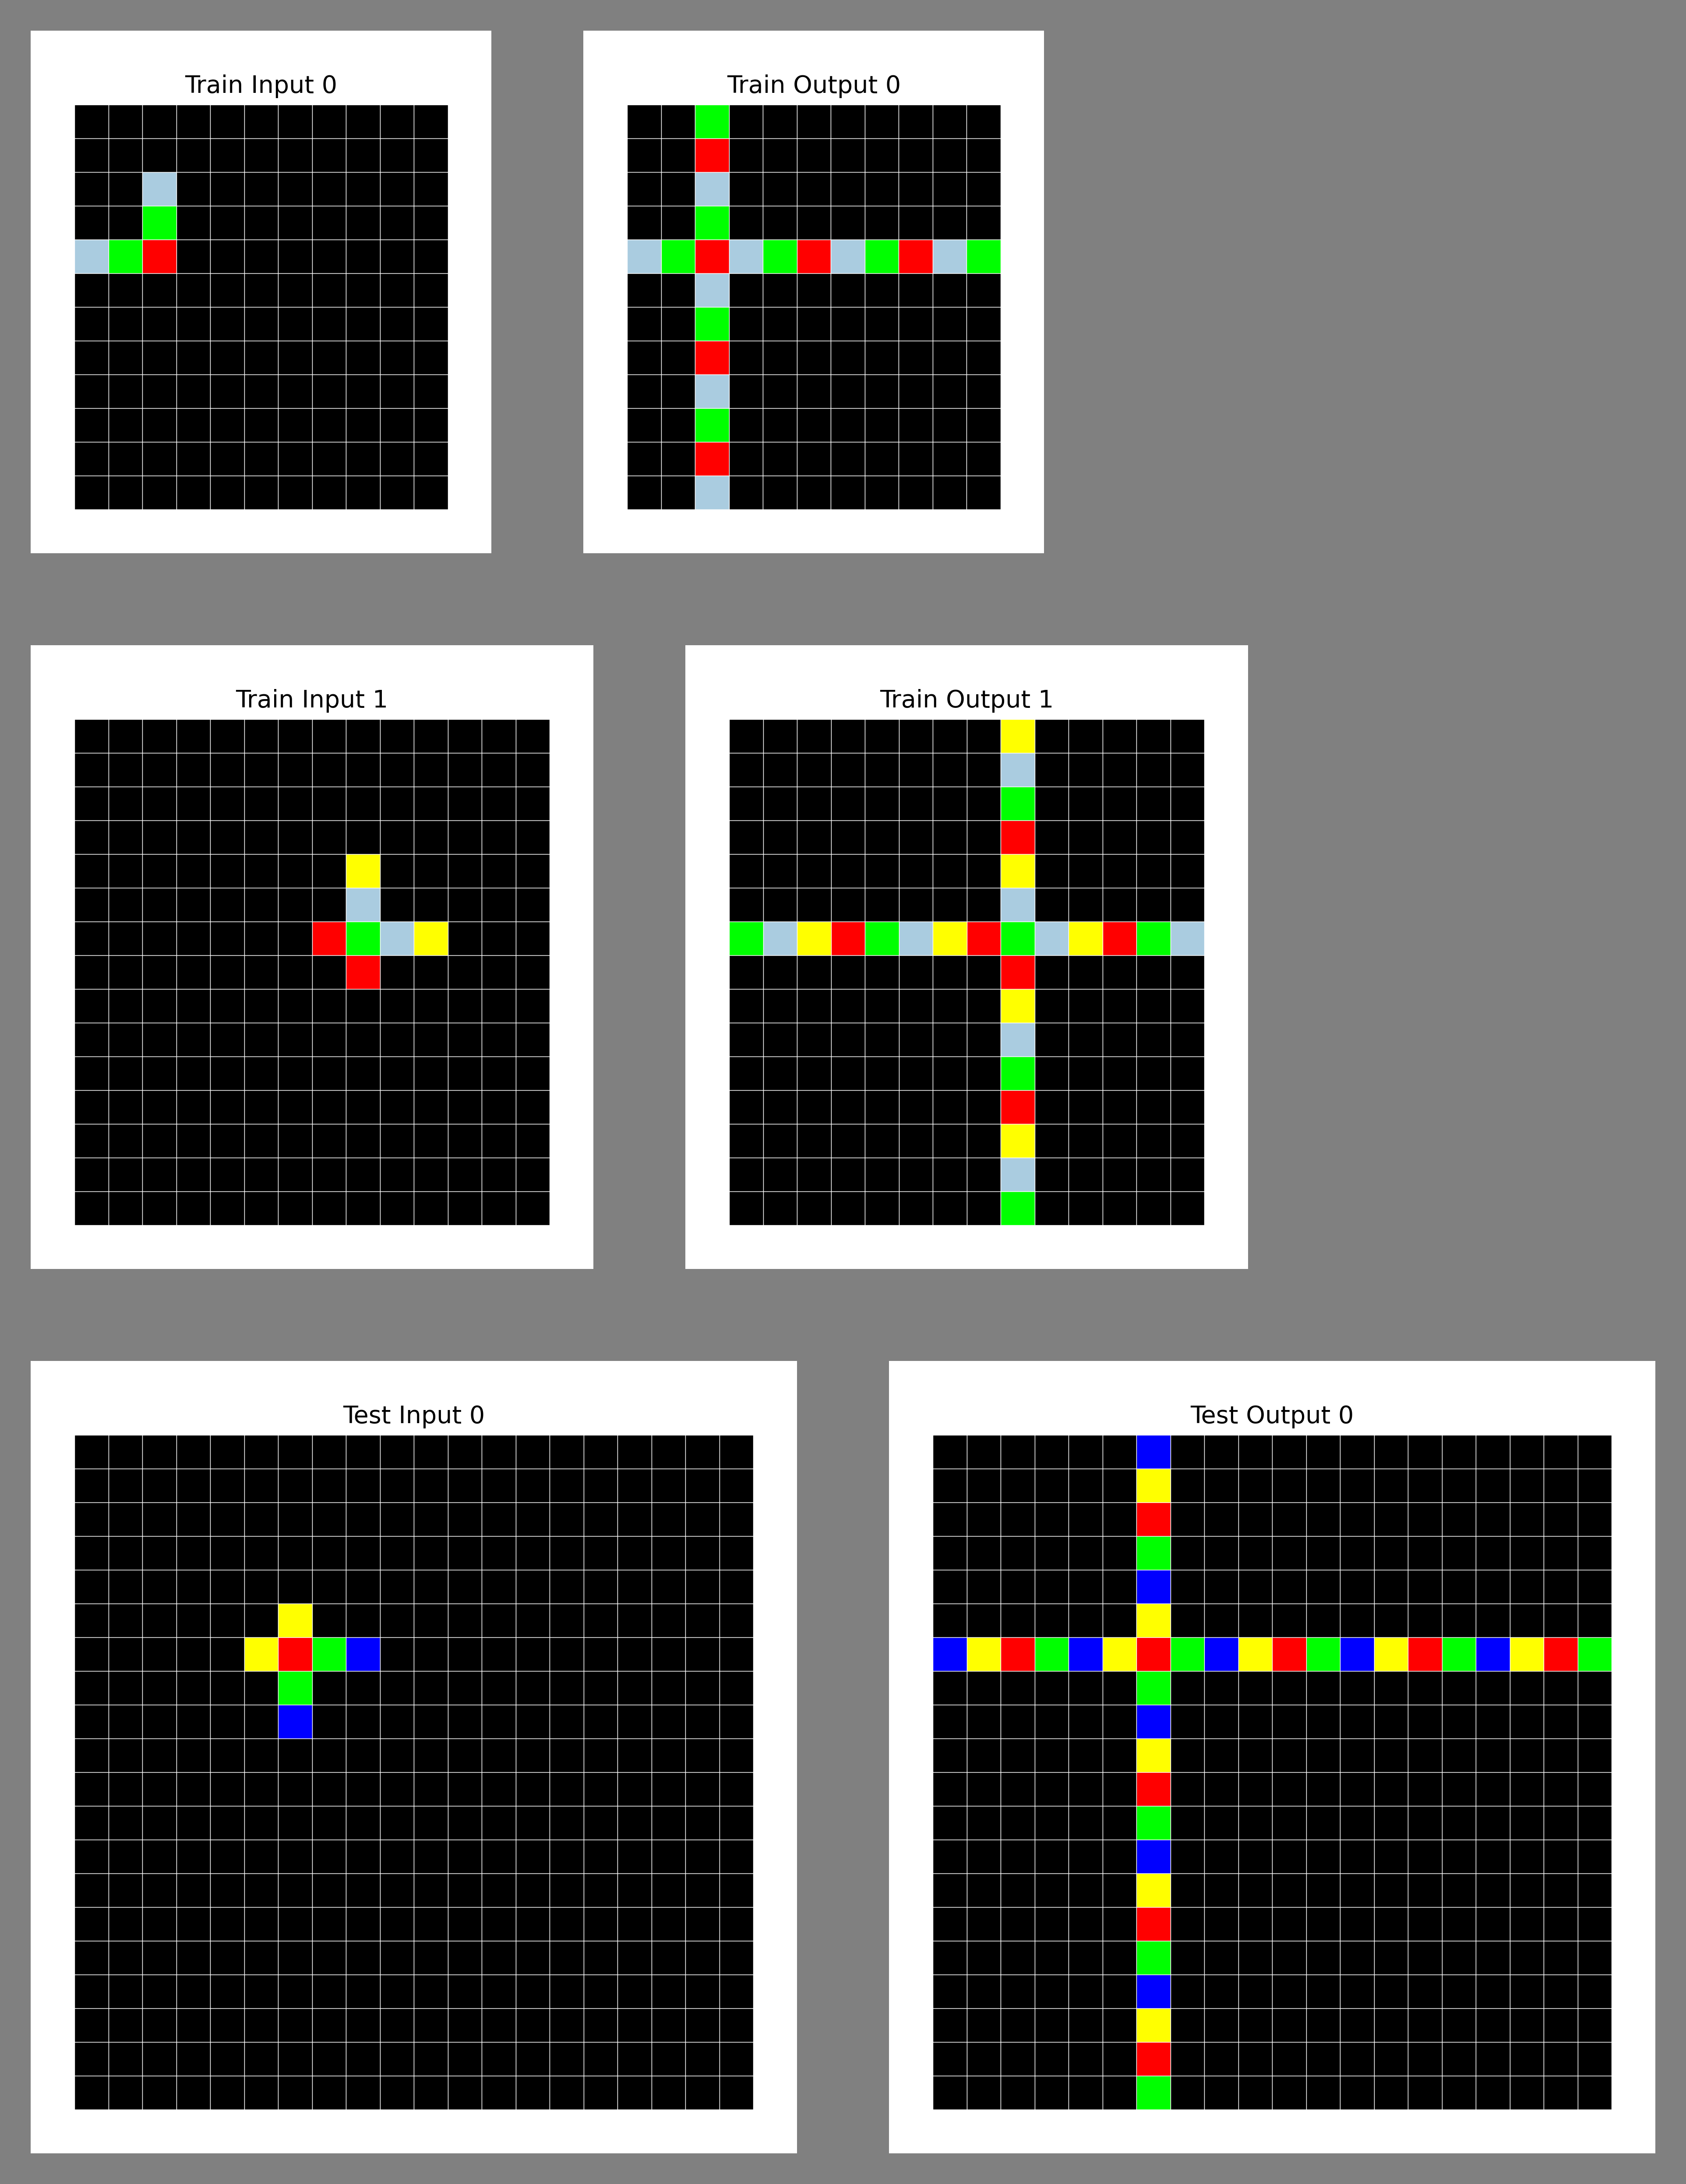 Train Input 0
Train Output 0
Train Input 1
Train Output 1
Test Input 0
Test Output 0